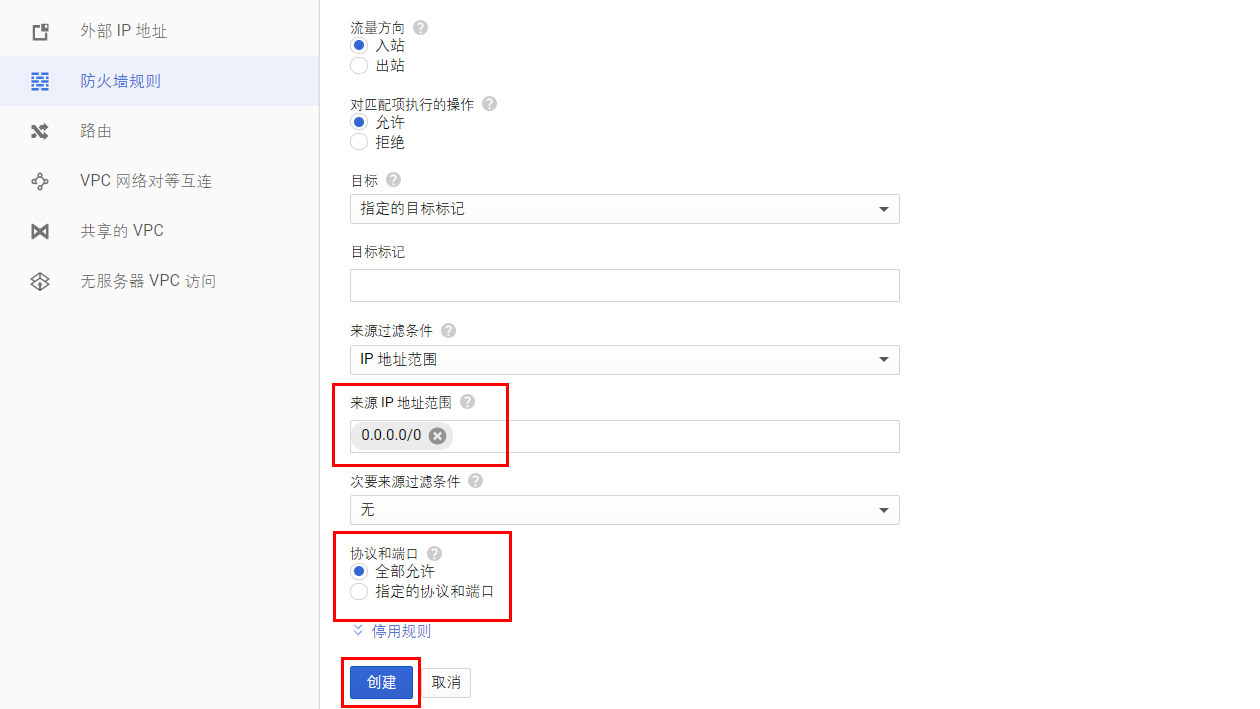 外部 IP 地址
防火墙规则
路由
VPC 网络对等互连
共享的 VPC
无服务器 VPC 访问
流量方向
入站
出站
对匹配项执行的操作
允许
拒绝
目标
指定的目标标记
目标标记
来源过滤条件
IP 地址范围
来源 IP 地址范围
0.0.0.0/0
次要来源过滤条件
无
协议和端口
全部允许
指定的协议和端口
停用规则
创建 取消